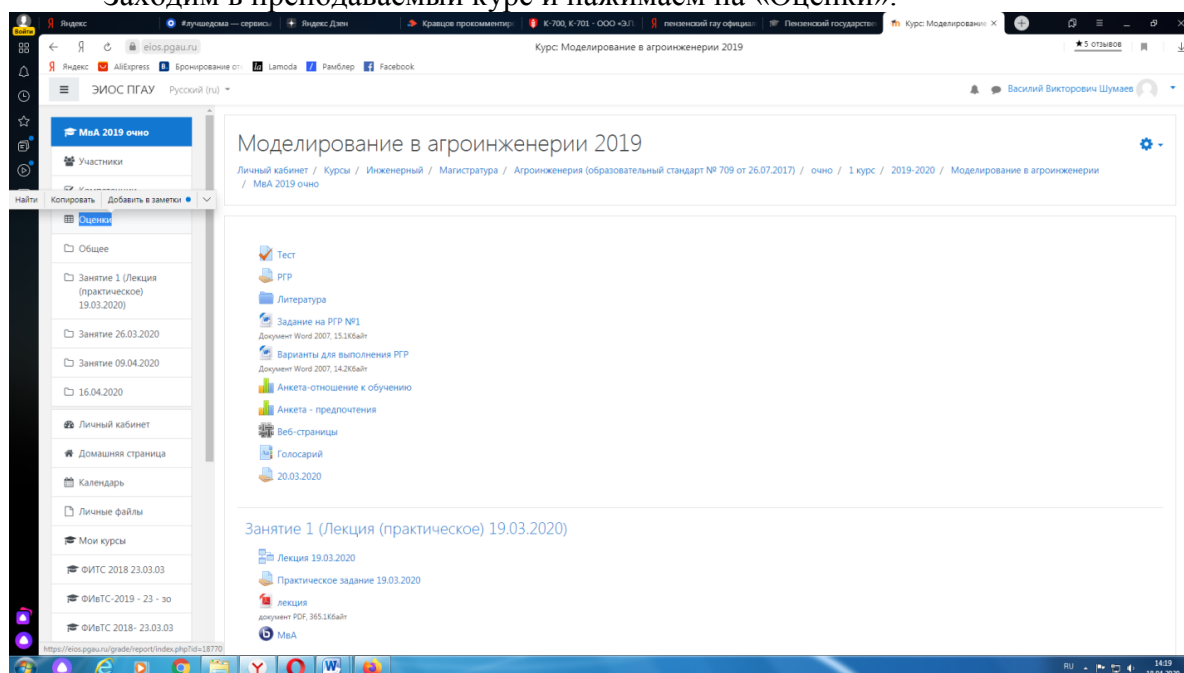 Заходим в преподаваемый курс и нажимаем на «Оценки».
Войти
Яндекс
#лучшедома — сервисы
Яндекс Дзен
Кравцов прокомментир
К-700, К-701 - ООО «Э.П.
пензенский гау официал
Пензенский государстве
Курс: Моделирование
eios.pgau.ru
Курс: Моделирование в агроинженерии 2019
★5 отзывов
Яндекс
AliExpress
Бронирование оте
Lamoda
Рамблер
Facebook
ЭИОС ПГАУ
Русский (ru)
Василий Викторович Шумаев
МвА 2019 очно
Участники
Компетенции
Найти
Копировать
Добавить в заметки
Оценки
Общее
Занятие 1 (Лекция
(практическое)
19.03.2020)
Занятие 26.03.2020
Занятие 09.04.2020
16.04.2020
Личный кабинет
Домашняя страница
Календарь
Личные файлы
Мои курсы
ФИТС 2018 23.03.03
ФИвТС-2019 - 23 - зо
ФИвТС 2018- 23.03.03
Моделирование в агроинженерии 2019
Личный кабинет / Курсы / Инженерный / Магистратура / Агроинженерия (образовательный стандарт № 709 от 26.07.2017) / очно / 1 курс / 2019-2020 / Моделирование в агроинженерии
/ МвА 2019 очно
Тест
РГР
Литература
Задание на РГР №1
Документ Word 2007, 15.1Кбайт
Варианты для выполнения РГР
Документ Word 2007, 14.2Кбайт
Анкета-отношение к обучению
Анкета - предпочтения
Веб-страницы
Голосарий
20.03.2020
Занятие 1 (Лекция (практическое) 19.03.2020)
Лекция 19.03.2020
Практическое задание 19.03.2020
лекция
документ PDF, 365.1Кбайт
МвА
https://eios.pgau.ru/grade/report/index.php?id=18770
RU
14:19
18.04.2020